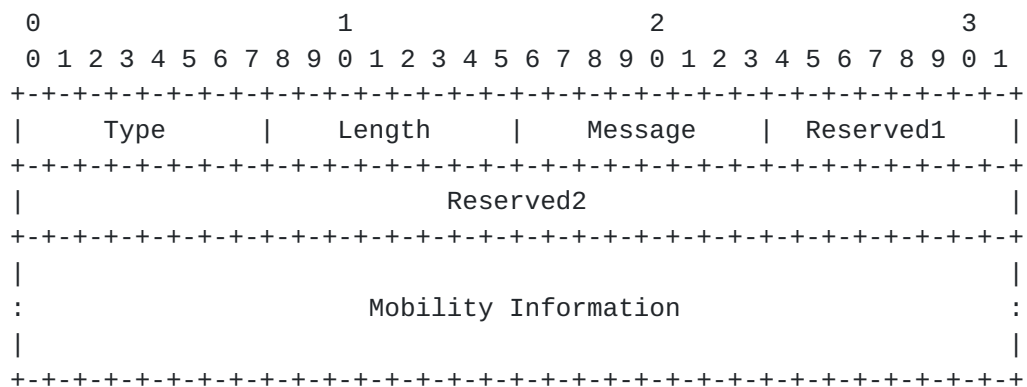 0                   1                   2                   3
 0 1 2 3 4 5 6 7 8 9 0 1 2 3 4 5 6 7 8 9 0 1 2 3 4 5 6 7 8 9 0 1
+-+-+-+-+-+-+-+-+-+-+-+-+-+-+-+-+-+-+-+-+-+-+-+-+-+-+-+-+-+-+-+-+
|     Type      |    Length     |    Message    |  Reserved1    |
+-+-+-+-+-+-+-+-+-+-+-+-+-+-+-+-+-+-+-+-+-+-+-+-+-+-+-+-+-+-+-+-+
|                           Reserved2                           |
+-+-+-+-+-+-+-+-+-+-+-+-+-+-+-+-+-+-+-+-+-+-+-+-+-+-+-+-+-+-+-+-+
|                                                               |
:                      Mobility Information                     :
|                                                               |
+-+-+-+-+-+-+-+-+-+-+-+-+-+-+-+-+-+-+-+-+-+-+-+-+-+-+-+-+-+-+-+-+